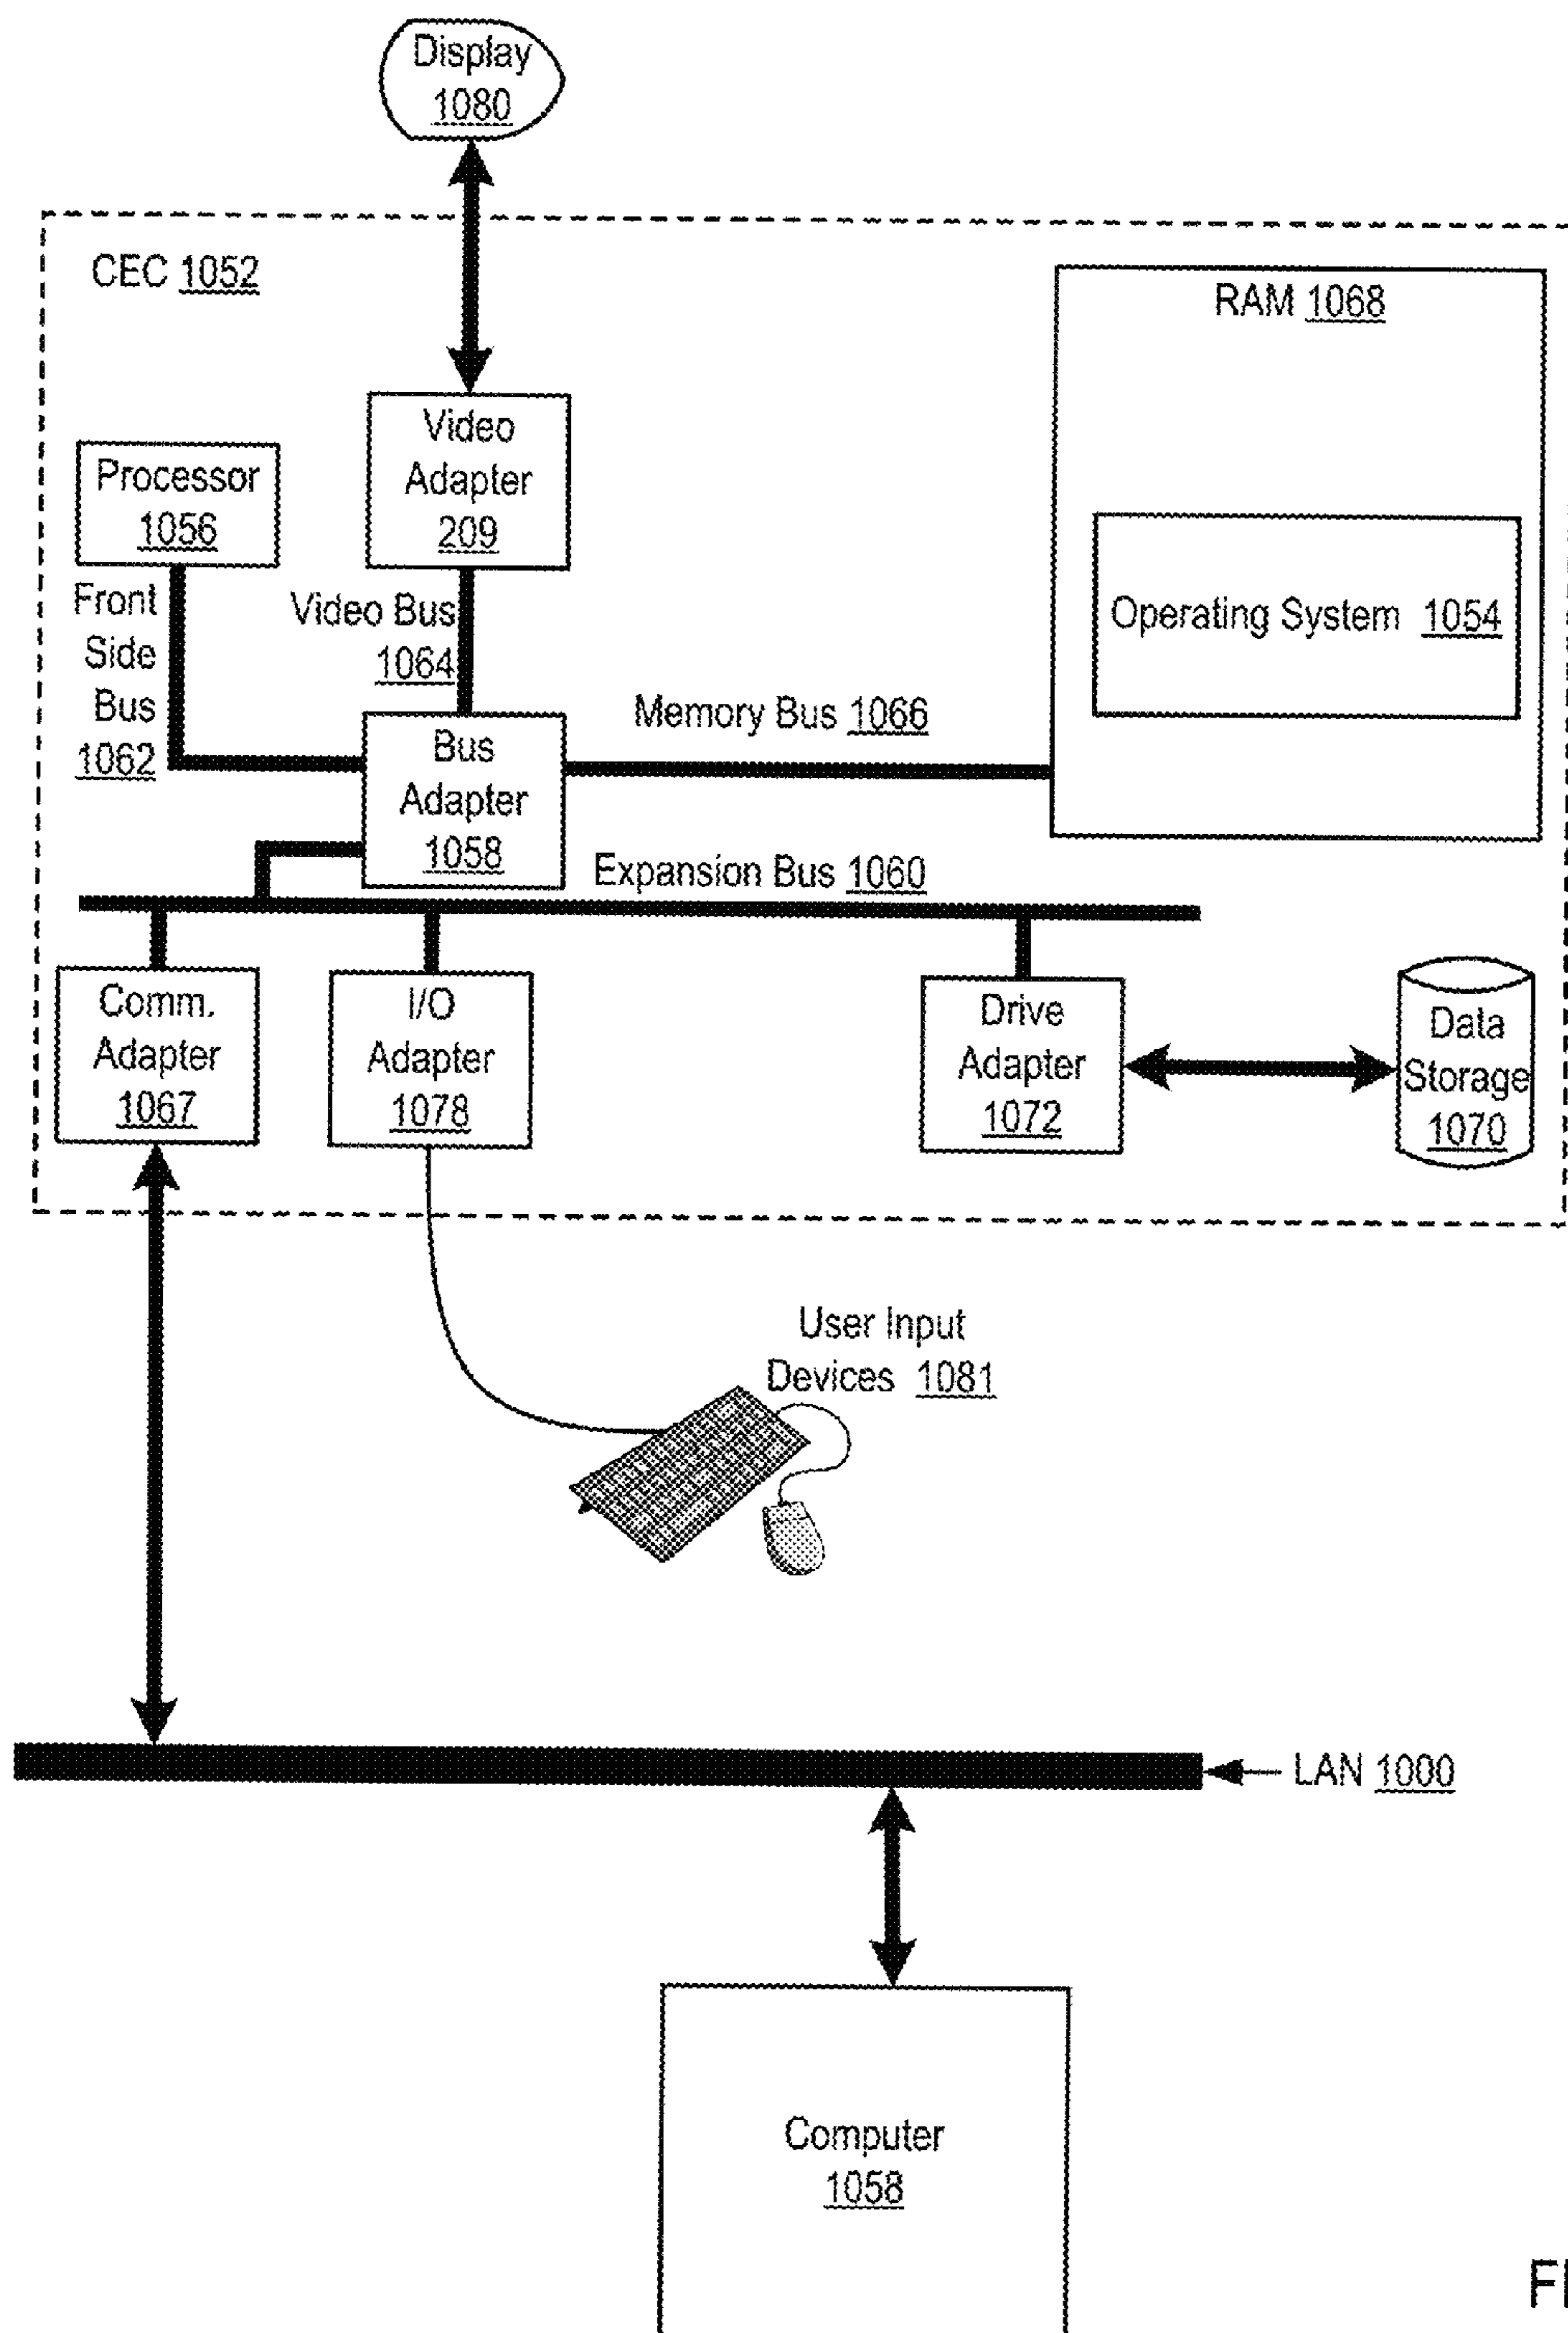 Display
1080
CEC 1052
RAM 1068
Video
Adapter
209
Processor
1056
Operating System 1054
Front
Side
Bus
1062
Video Bus
1064
Memory Bus 1066
Bus
Adapter
1058
Expansion Bus 1060
Comm.
Adapter
1067
I/O
Adapter
1078
Drive
Adapter
1072
Data
Storage
1070
User Input
Devices 1081
LAN 1000
Computer
1058